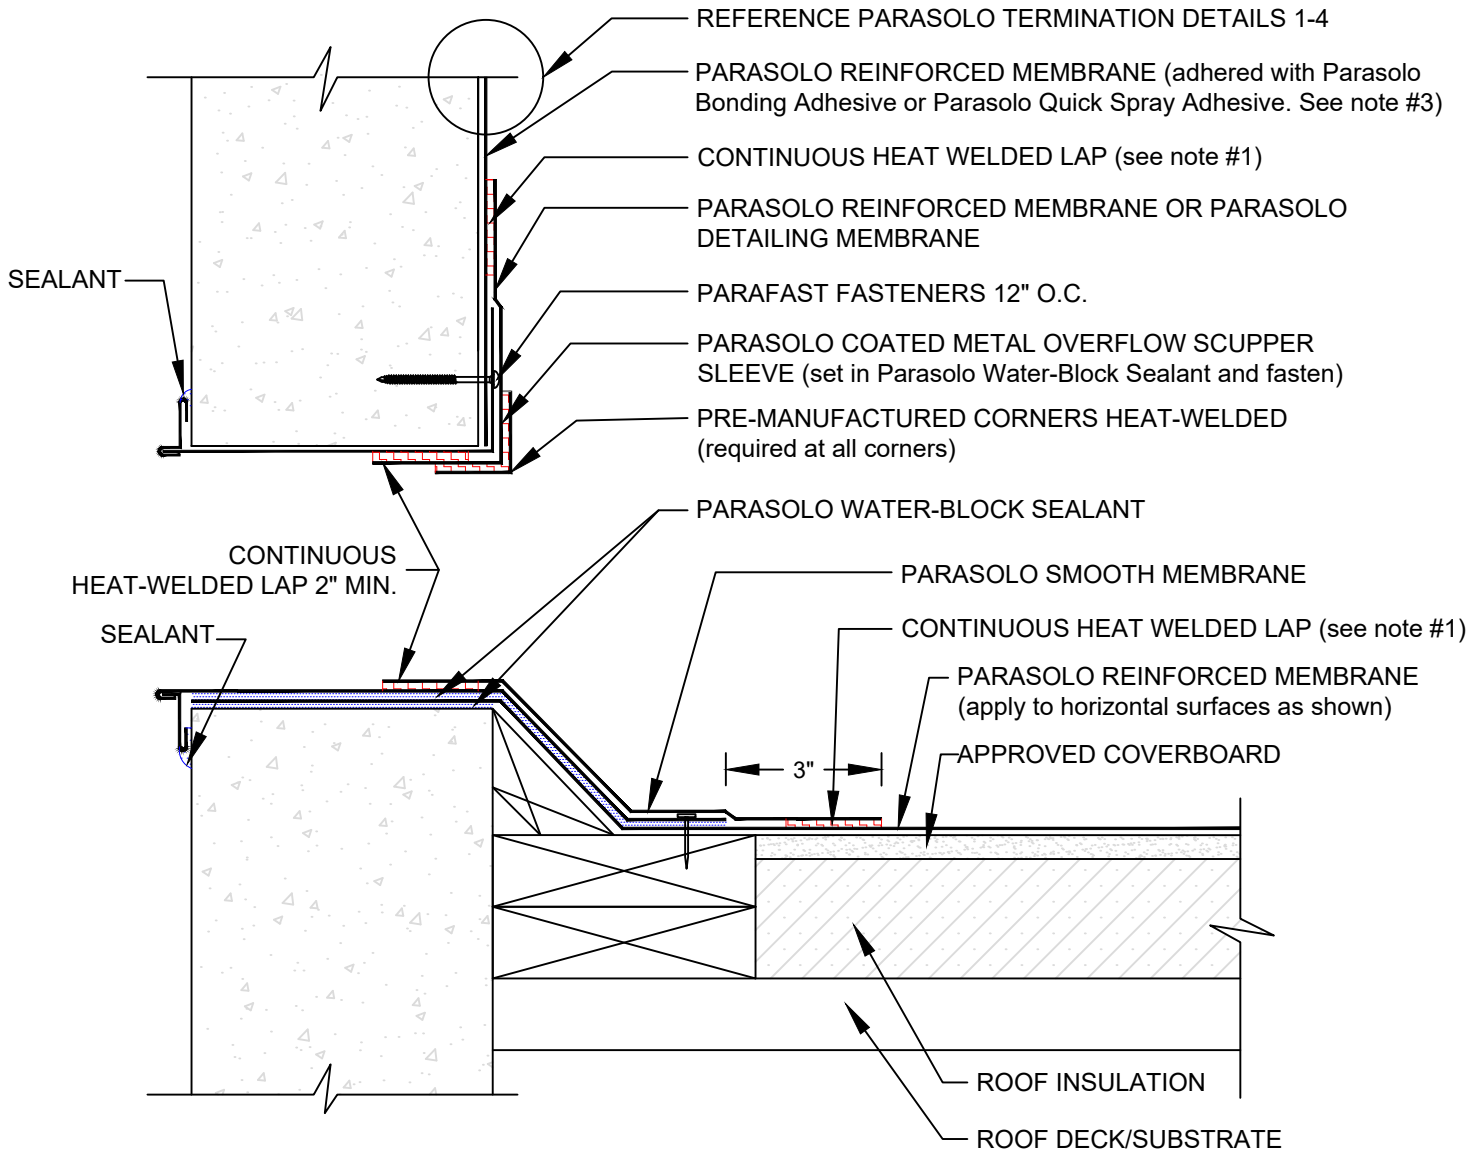 REFERENCE PARASOLO TERMINATION DETAILS 1-4
PARASOLO REINFORCED MEMBRANE (adhered with Parasolo
Bonding Adhesive or Parasolo Quick Spray Adhesive. See note #3)
CONTINUOUS HEAT WELDED LAP (see note #1)
PARASOLO REINFORCED MEMBRANE OR PARASOLO
DETAILING MEMBRANE
SEALANT
PARAFAST FASTENERS 12" O.C.
PARASOLO COATED METAL OVERFLOW SCUPPER
SLEEVE (set in Parasolo Water-Block Sealant and fasten)
PRE-MANUFACTURED CORNERS HEAT-WELDED
(required at all corners)
PARASOLO WATER-BLOCK SEALANT
CONTINUOUS
HEAT-WELDED LAP 2" MIN.
PARASOLO SMOOTH MEMBRANE
SEALANT
CONTINUOUS HEAT WELDED LAP (see note #1)
PARASOLO REINFORCED MEMBRANE
(apply to horizontal surfaces as shown)
APPROVED COVERBOARD
3"
ROOF INSULATION
ROOF DECK/SUBSTRATE